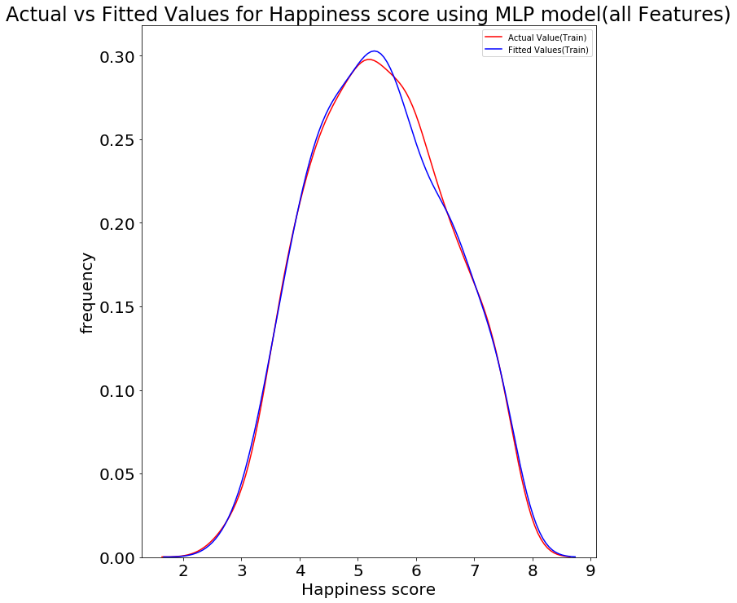 Actual vs Fitted Values for Happiness score using MLP model(all Features)
Actual Value(Train)
Fitted Values(Train)
0.30
0.25
0.20
0.15
0.10
0.05
0.00
frequency
2 3 4 5 6 7 8 9
Happiness score